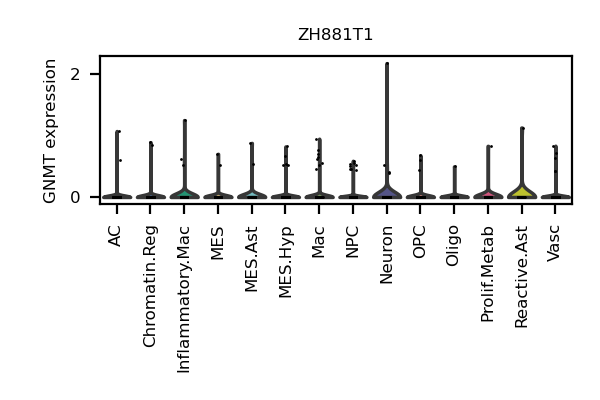 ZH881T1
GNMT expression
2
0
AC
Chromatin.Reg
Inflammatory.Mac
MES
MES.Ast
MES.Hyp
Mac
NPC
Neuron
OPC
Oligo
Prolif.Metab
Reactive.Ast
Vasc